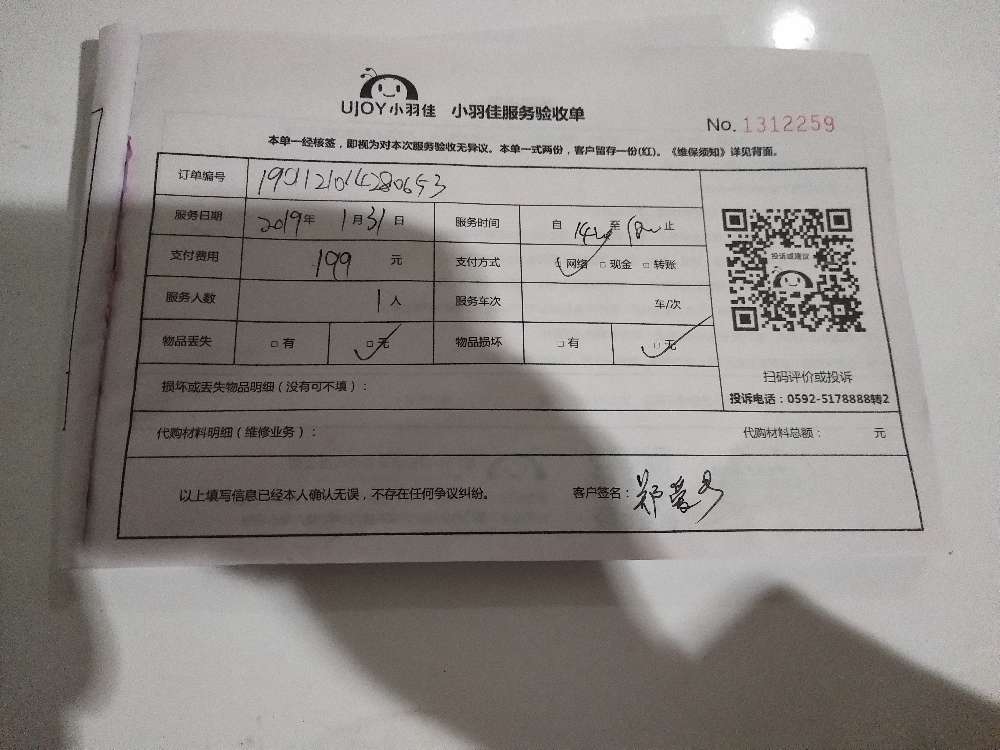 UJOY小羽佳 小羽佳服务验收单
No. 1312259
本单一经核签，即视为对本次服务验收无异议。本单一式两份，客户留存一份(红)。《维保须知》详见背面。
订单编号 190121014280653
服务日期 2019年 1月31日 服务时间 自 14 至 18 止
支付费用 199 元 支付方式 □网络 □现金 □转账
服务人数 1人 服务车次 车/次
物品丢失 □有 □无 物品损坏 □有 □无
投诉或建议
扫码评价或投诉
投诉电话：0592-5178888转2
损坏或丢失物品明细（没有可不填）：
代购材料明细（维修业务）： 代购材料总额： 元
以上填写信息已经本人确认无误，不存在任何争议纠纷。 客户签名：郑爱